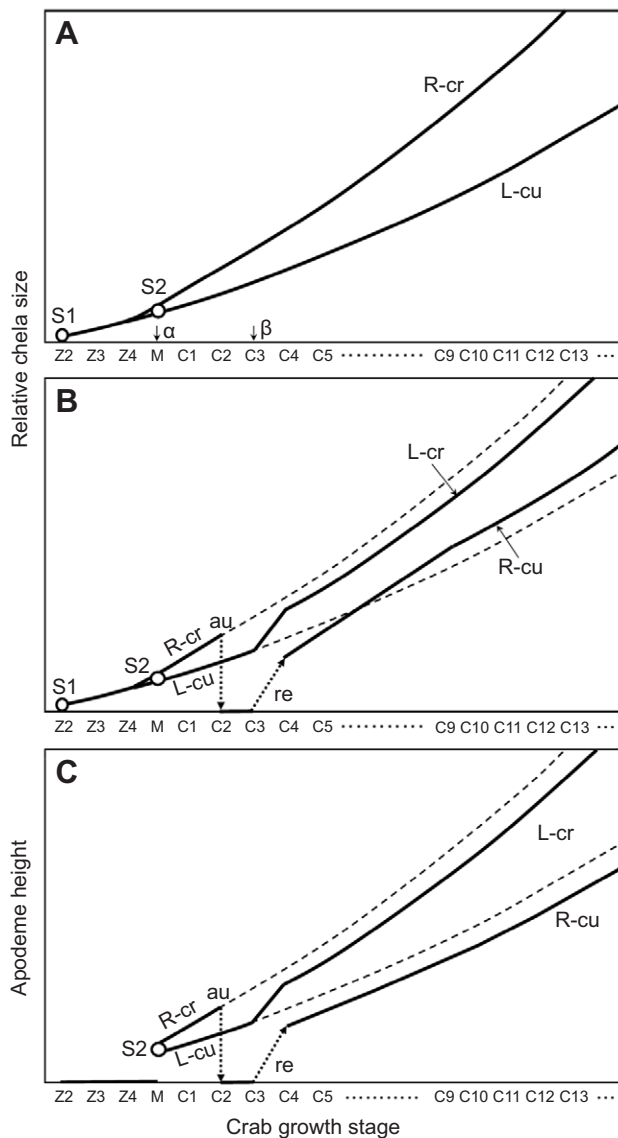 A
R-cr
L-cu
S1
S2
↓α
↓β
Z2 Z3 Z4 M C1 C2 C3 C4 C5 ················ C9 C10 C11 C12 C13 ···
Relative chela size
B
L-cr
R-cu
R-cr
au
S2
L-cu
S1
re
Z2 Z3 Z4 M C1 C2 C3 C4 C5 ················ C9 C10 C11 C12 C13 ···
C
L-cr
R-cu
R-cr
au
S2
L-cu
re
Apodeme height
Z2 Z3 Z4 M C1 C2 C3 C4 C5 ················ C9 C10 C11 C12 C13 ···
Crab growth stage